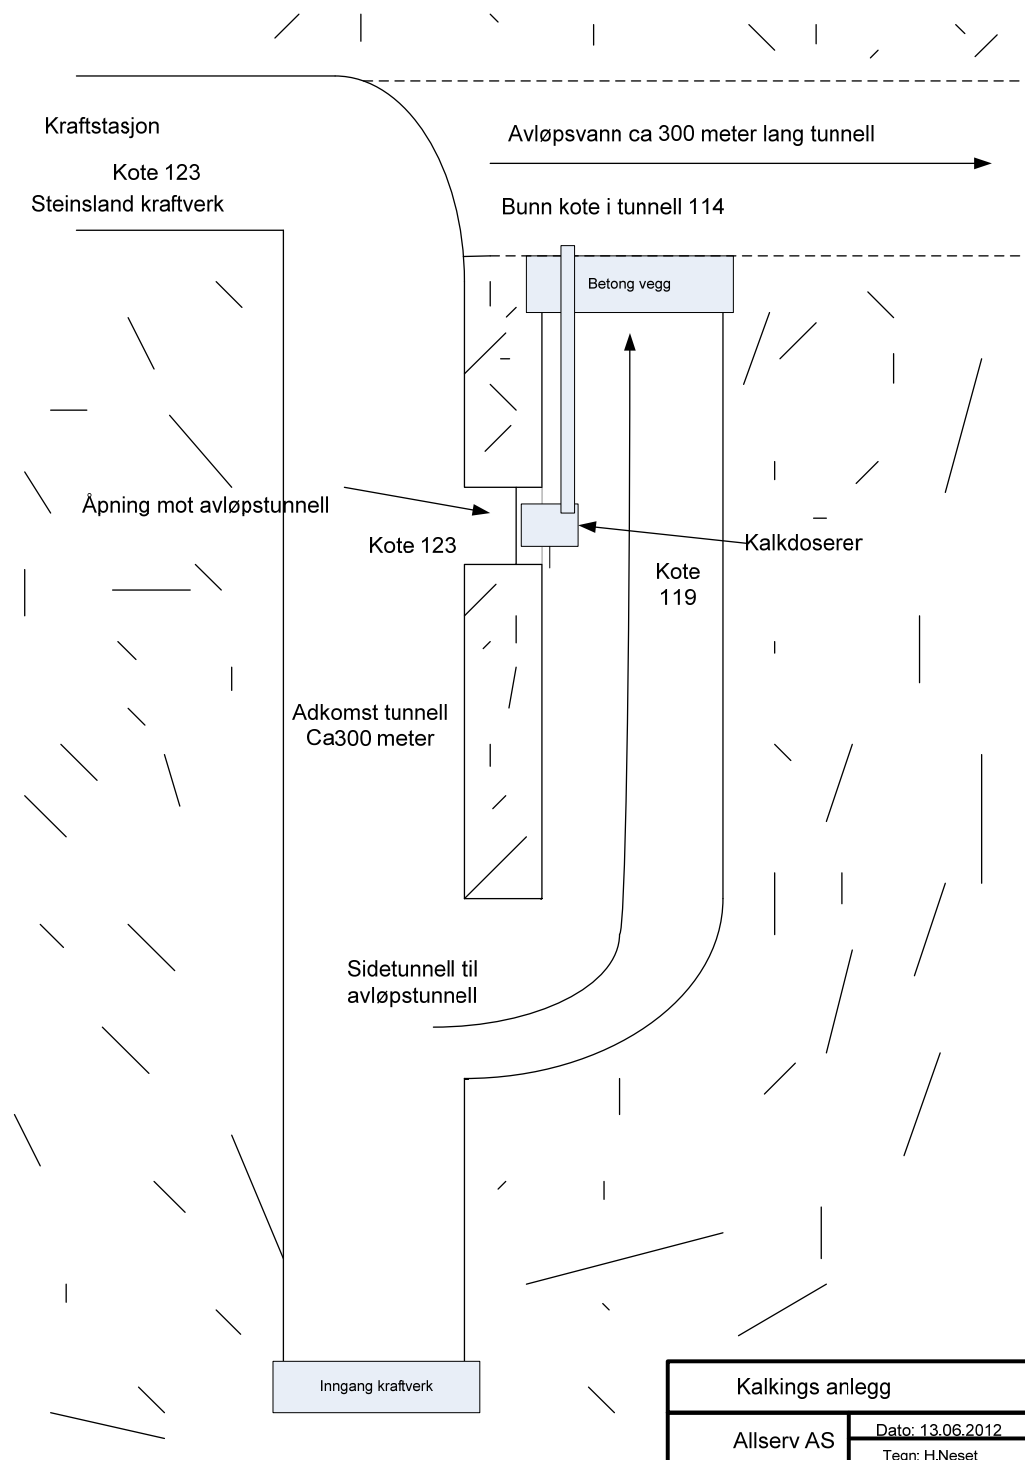 Kraftstasjon
Avløpsvann ca 300 meter lang tunnell
Kote 123
Steinsland kraftverk
Bunn kote i tunnell 114
Betong vegg
Åpning mot avløpstunnell
Kote 123
Kalkdoserer
Kote
119
Adkomst tunnell
Ca300 meter
Sidetunnell til
avløpstunnell
Inngang kraftverk
Kalkings anlegg
Allserv AS
Dato: 13.06.2012
Tegn: H.Neset